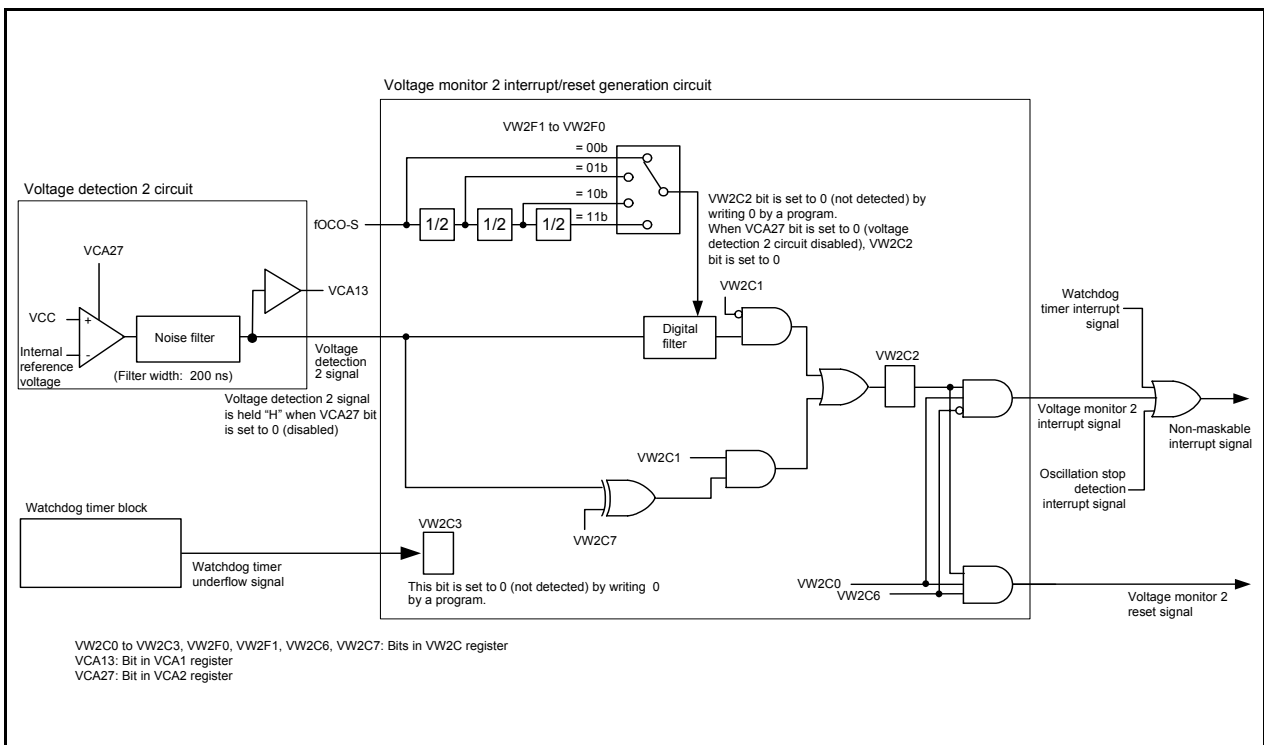 Voltage monitor 2 interrupt/reset generation circuit
VW2F1 to VW2F0
= 00b
= 01b
= 10b
= 11b
fOCO-S
1/2
1/2
1/2
VW2C2 bit is set to 0 (not detected) by
writing 0 by a program.
When VCA27 bit is set to 0 (voltage
detection 2 circuit disabled), VW2C2
bit is set to 0
Voltage detection 2 circuit
VCA27
VCA13
VCC
+
Internal
reference
voltage
-
Noise filter
(Filter width: 200 ns)
Voltage
detection
2 signal
Voltage detection 2 signal
is held “H” when VCA27 bit
is set to 0 (disabled)
VW2C1
Digital
filter
VW2C2
Watchdog
timer interrupt
signal
Voltage monitor 2
interrupt signal
Non-maskable
interrupt signal
Oscillation stop
detection
interrupt signal
VW2C1
VW2C7
Watchdog timer block
Watchdog timer
underflow signal
VW2C3
This bit is set to 0 (not detected) by writing 0
by a program.
VW2C0
VW2C6
Voltage monitor 2
reset signal
VW2C0 to VW2C3, VW2F0, VW2F1, VW2C6, VW2C7: Bits in VW2C register
VCA13: Bit in VCA1 register
VCA27: Bit in VCA2 register